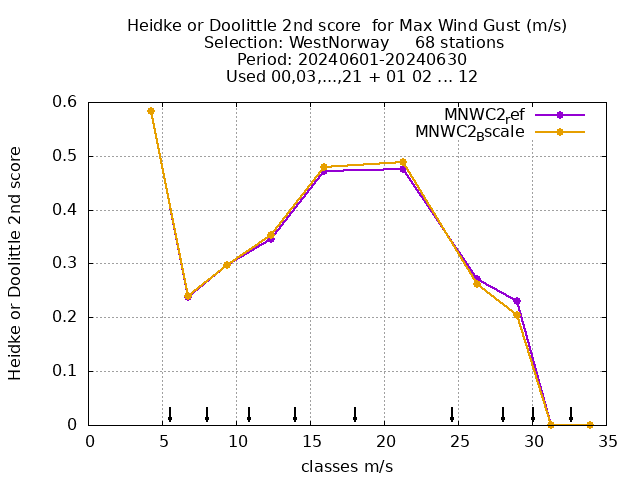 Heidke or Doolittle 2nd score  for Max Wind Gust (m/s)
Selection: WestNorway     68 stations
Period: 20240601-20240630
Used 00,03,...,21 + 01 02 ... 12
MNWC2_ref
MNWC2_Bscale
Heidke or Doolittle 2nd score
0.6
0.5
0.4
0.3
0.2
0.1
0
0 5 10 15 20 25 30 35
classes m/s